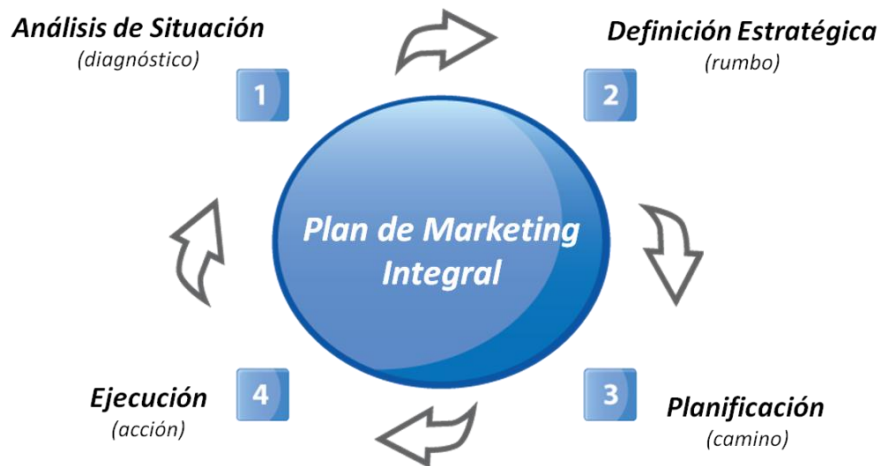 Análisis de Situación
(diagnóstico)
1
Definición Estratégica
(rumbo)
2
Plan de Marketing
Integral
3
Planificación
(camino)
4
Ejecución
(acción)